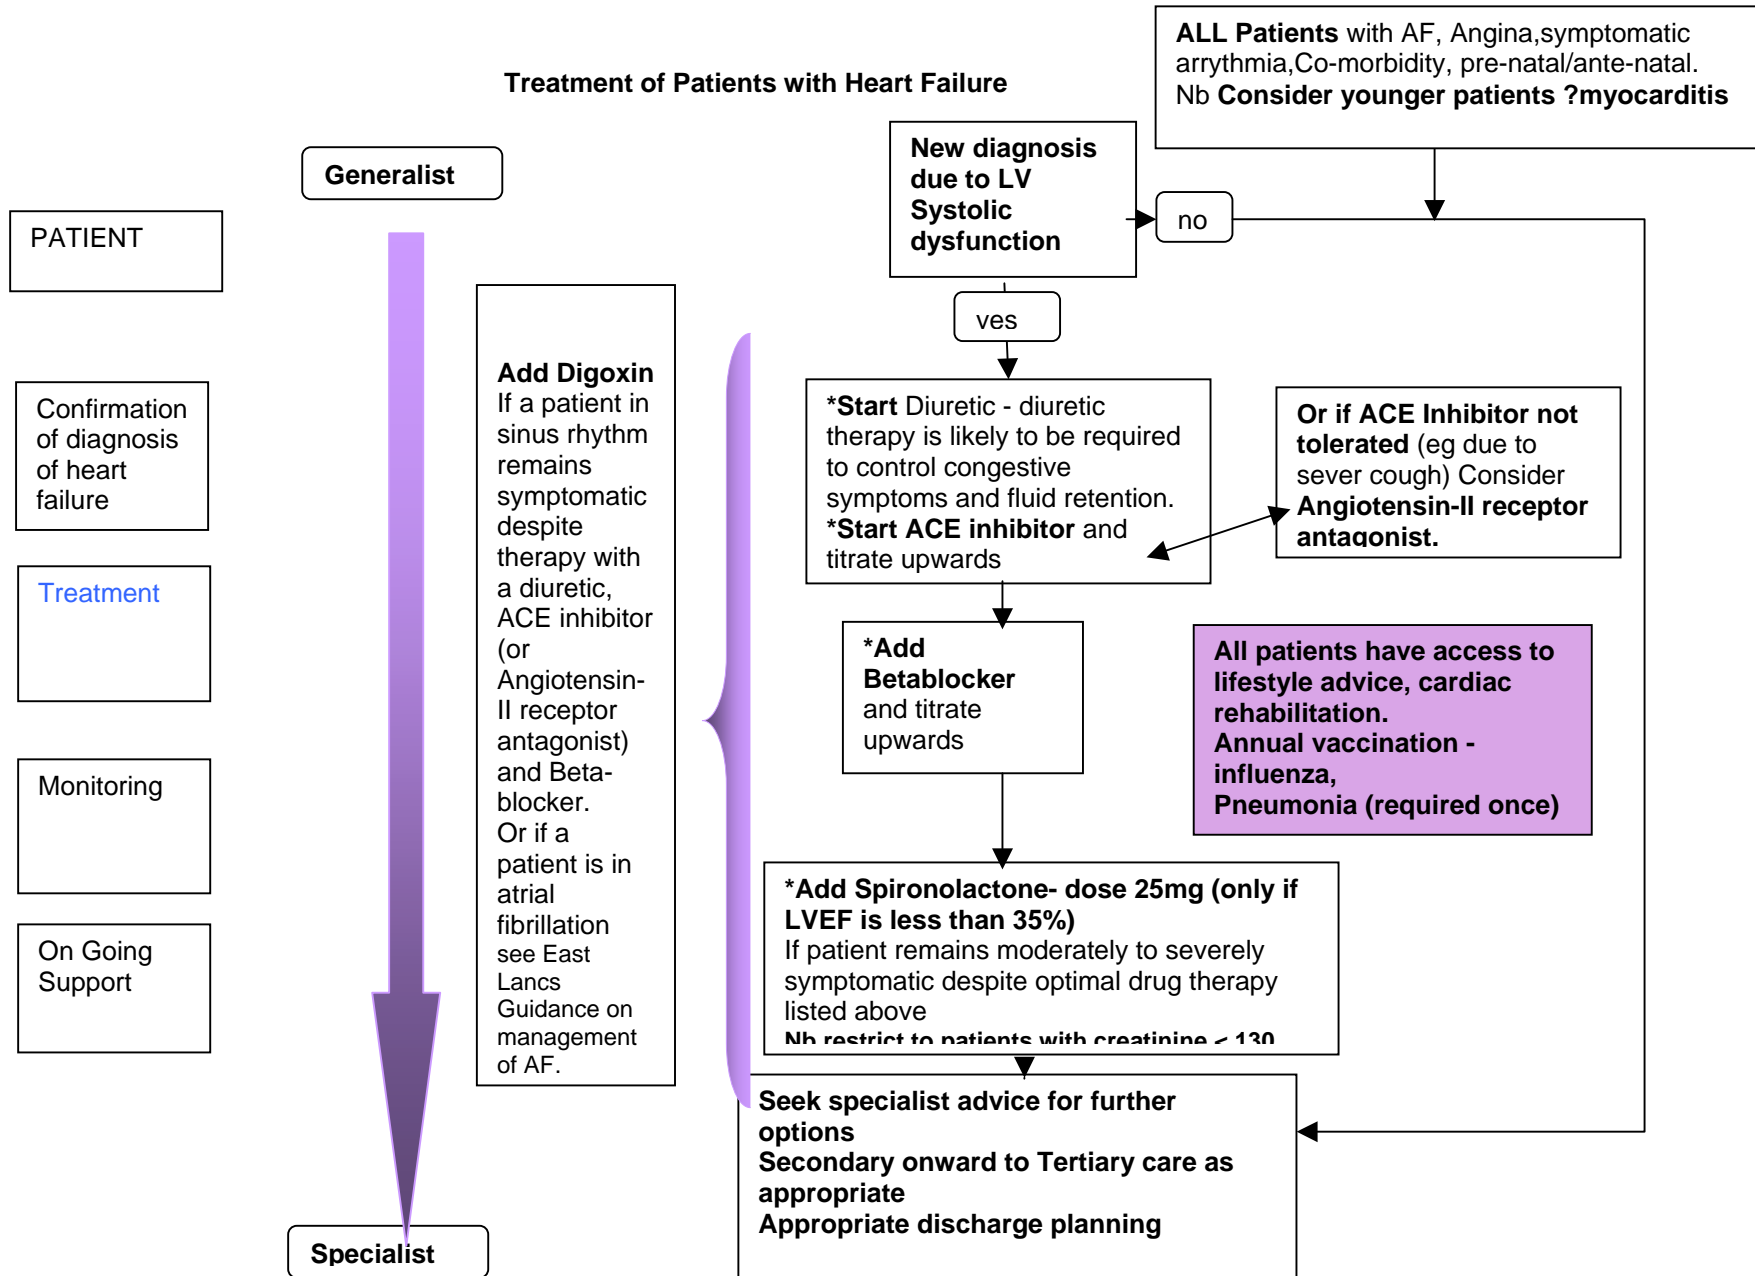 Treatment of Patients with Heart Failure
ALL Patients with AF, Angina,symptomatic
arrythmia,Co-morbidity, pre-natal/ante-natal.
Nb Consider younger patients ?myocarditis
Generalist
New diagnosis
due to LV
Systolic
dysfunction
no
yes
PATIENT
Confirmation
of diagnosis
of heart
failure
Treatment
Monitoring
On Going
Support
Add Digoxin
If a patient in
sinus rhythm
remains
symptomatic
despite
therapy with
a diuretic,
ACE inhibitor
(or
Angiotensin-
II receptor
antagonist)
and Beta-
blocker.
Or if a
patient is in
atrial
fibrillation
see East
Lancs
Guidance on
management
of AF.
*Start Diuretic - diuretic
therapy is likely to be required
to control congestive
symptoms and fluid retention.
*Start ACE inhibitor and
titrate upwards
Or if ACE Inhibitor not
tolerated (eg due to
sever cough) Consider
Angiotensin-II receptor
antagonist.
*Add
Betablocker
and titrate
upwards
All patients have access to
lifestyle advice, cardiac
rehabilitation.
Annual vaccination -
influenza,
Pneumonia (required once)
*Add Spironolactone- dose 25mg (only if
LVEF is less than 35%)
If patient remains moderately to severely
symptomatic despite optimal drug therapy
listed above
Nb restrict to patients with creatinine < 130
Seek specialist advice for further
options
Secondary onward to Tertiary care as
appropriate
Appropriate discharge planning
Specialist